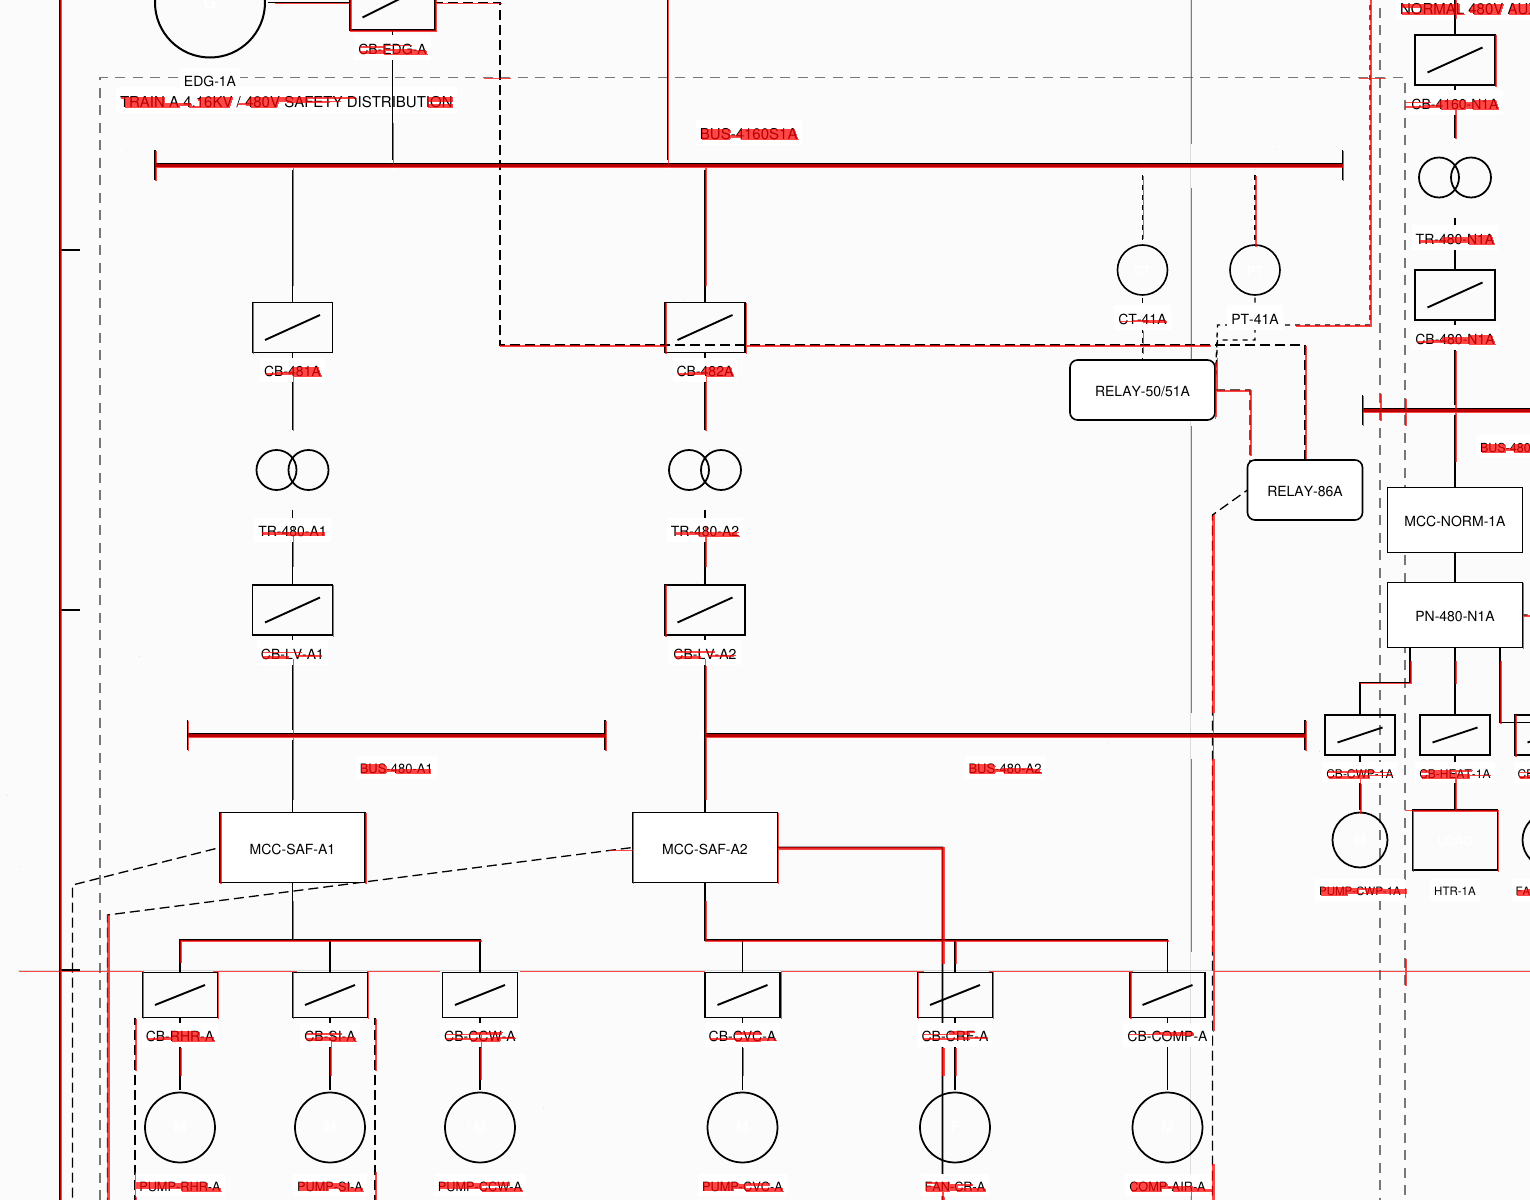 NORMAL 480V AU
CB-EDG-A
EDG-1A
TRAIN A 4.16KV / 480V SAFETY DISTRIBUTION
CB-4160-N1A
BUS-4160S1A
TR-480-N1A
CT-41A
PT-41A
CB-480-N1A
CB-481A
CB-482A
RELAY-50/51A
BUS-480
RELAY-86A
MCC-NORM-1A
TR-480-A1
TR-480-A2
PN-480-N1A
CB-LV-A1
CB-LV-A2
BUS-480-A1
BUS-480-A2
CB-CWP-1A
CB-HEAT-1A
MCC-SAF-A1
MCC-SAF-A2
PUMP-CWP-1A
HTR-1A
CB-RHR-A
CB-SI-A
CB-CCW-A
CB-CVC-A
CB-CRF-A
CB-COMP-A
PUMP-RHR-A
PUMP-SI-A
PUMP-CCW-A
PUMP-CVC-A
FAN-CR-A
COMP-AIR-A